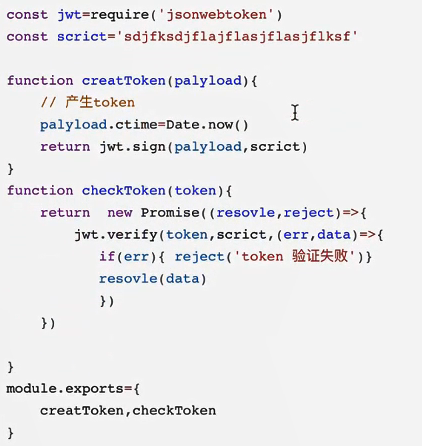 const jwt=require('jsonwebtoken')
const scrict='sdjfksdjflajflasjflasjflksf'
function creatToken(palyload){
// 产生token
palyload.ctime=Date.now()
return jwt.sign(palyload,scrict)
}
function checkToken(token){
return  new Promise((resovle,reject)=>{
jwt.verify(token,scrict,(err,data)=>{
if(err){ reject('token 验证失败')}
resovle(data)
})
})
}
module.exports={
creatToken,checkToken
}